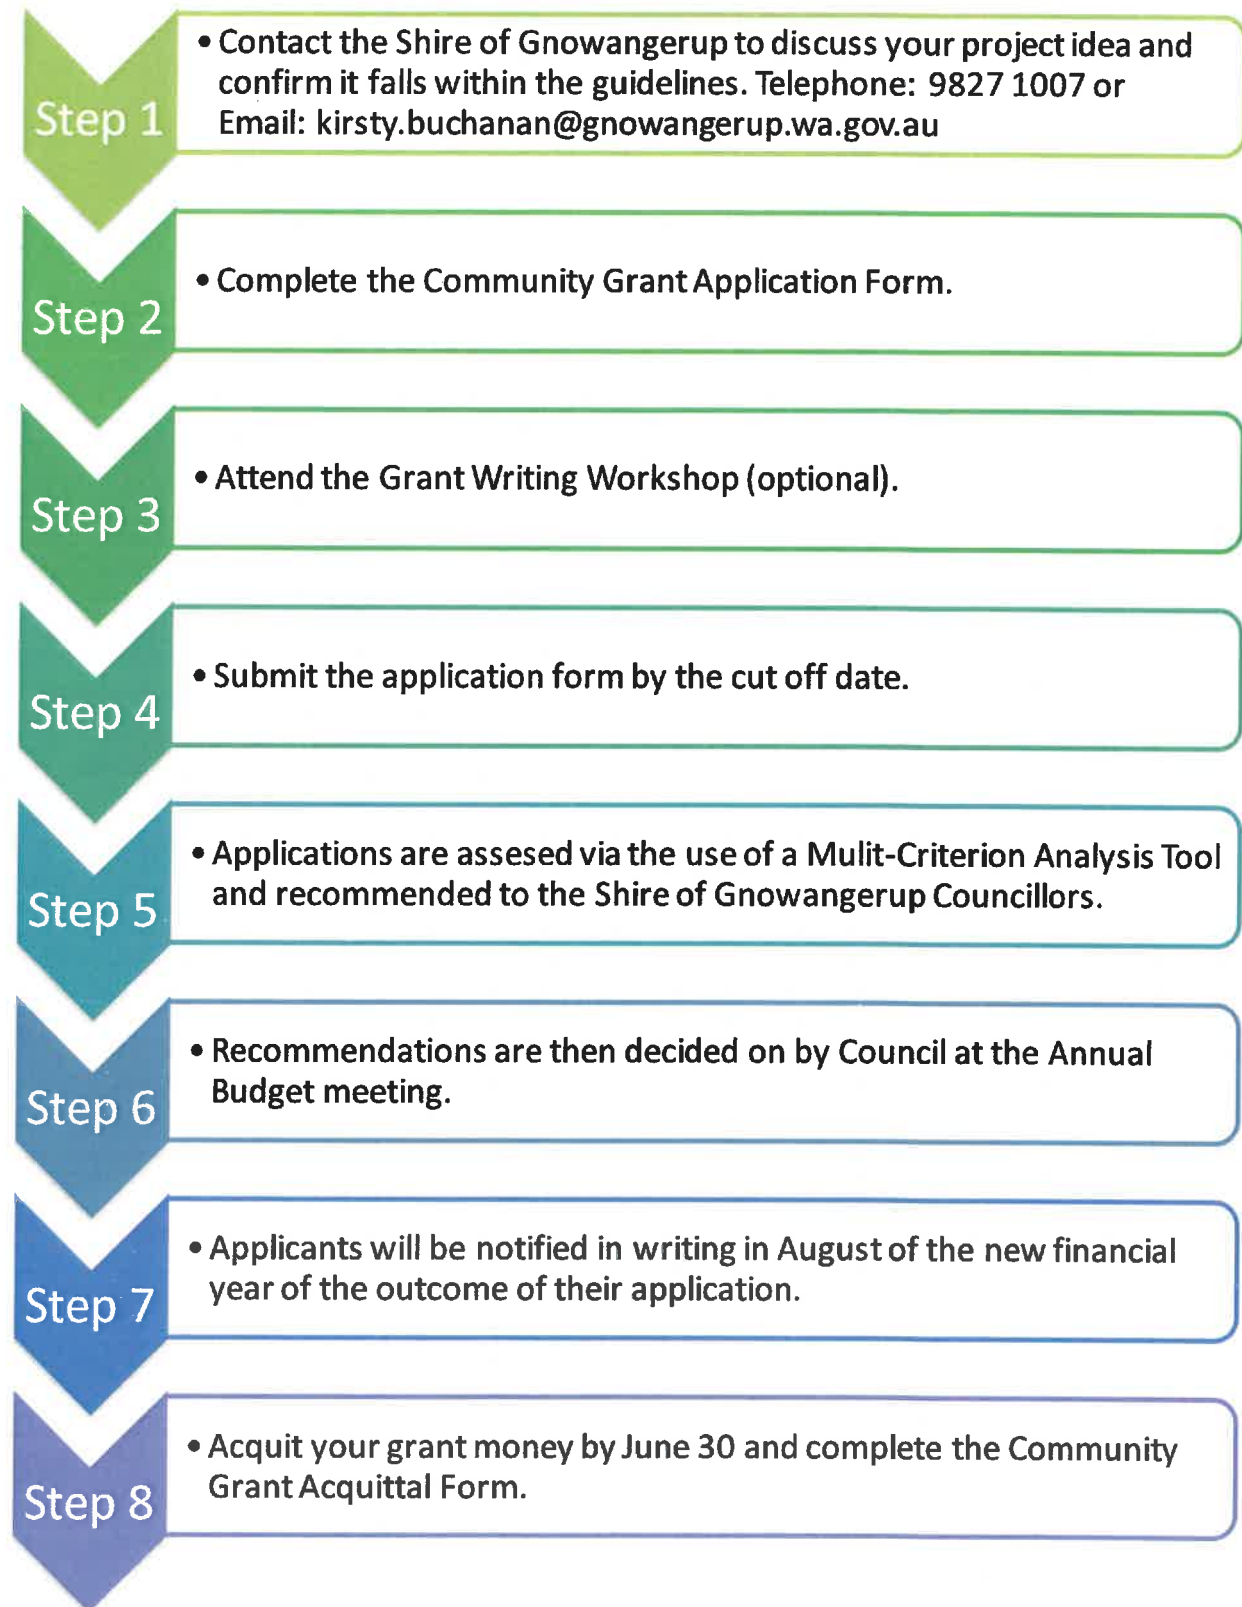 Step 1
• Contact the Shire of Gnowangerup to discuss your project idea and
confirm it falls within the guidelines. Telephone: 9827 1007 or
Email: kirsty.buchanan@gnowangerup.wa.gov.au
Step 2
• Complete the Community Grant Application Form.
Step 3
• Attend the Grant Writing Workshop (optional).
Step 4
• Submit the application form by the cut off date.
Step 5
• Applications are assesed via the use of a Mulit-Criterion Analysis Tool
and recommended to the Shire of Gnowangerup Councillors.
Step 6
• Recommendations are then decided on by Council at the Annual
Budget meeting.
Step 7
• Applicants will be notified in writing in August of the new financial
year of the outcome of their application.
Step 8
• Acquit your grant money by June 30 and complete the Community
Grant Acquittal Form.